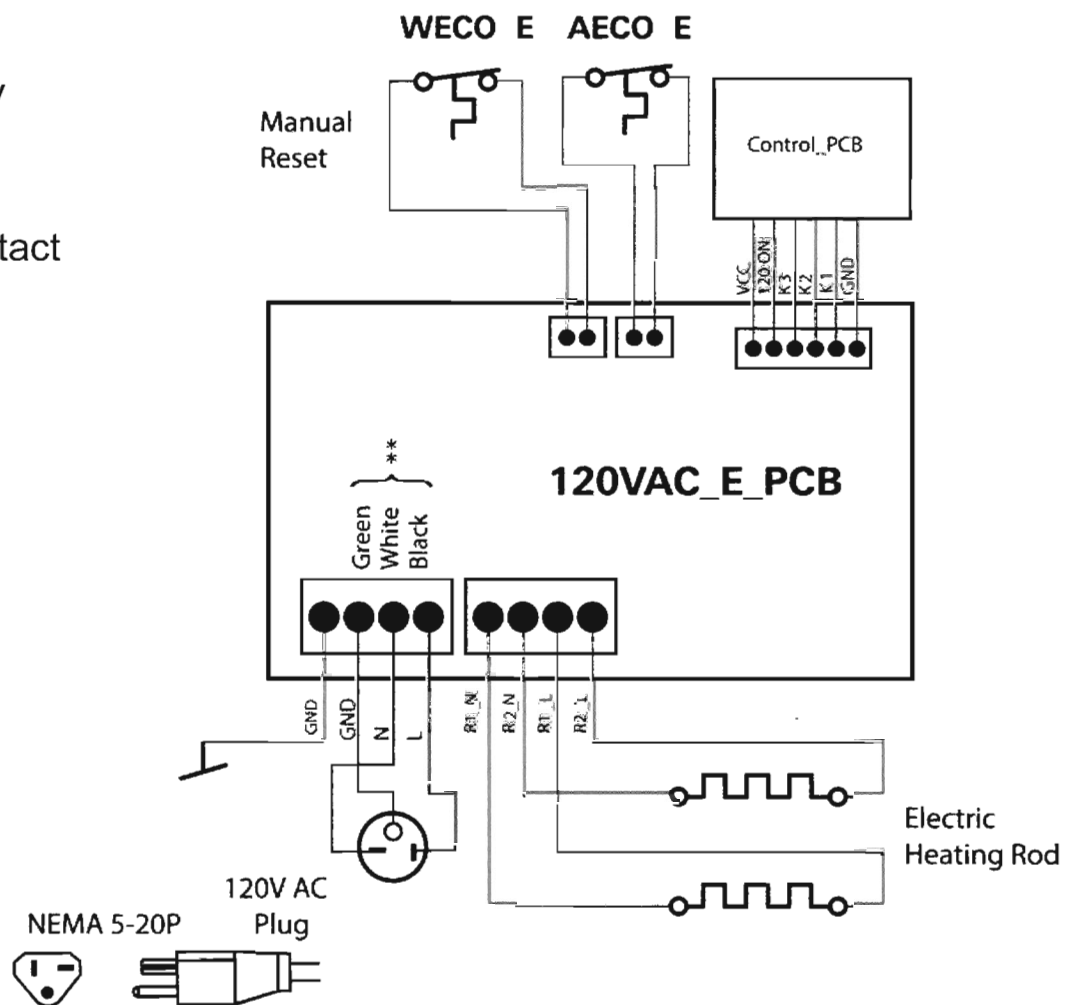 WECO E AECO E
y
Manual
Reset
Control_PCB
tact
VCC
120 ON
K3
K2
K1
GND
**
Green
White
Black
120VAC_E_PCB
GND
GND
N
L
R1_N
R2_N
R1_L
R2_L
Electric
Heating Rod
120V AC
Plug
NEMA 5-20P